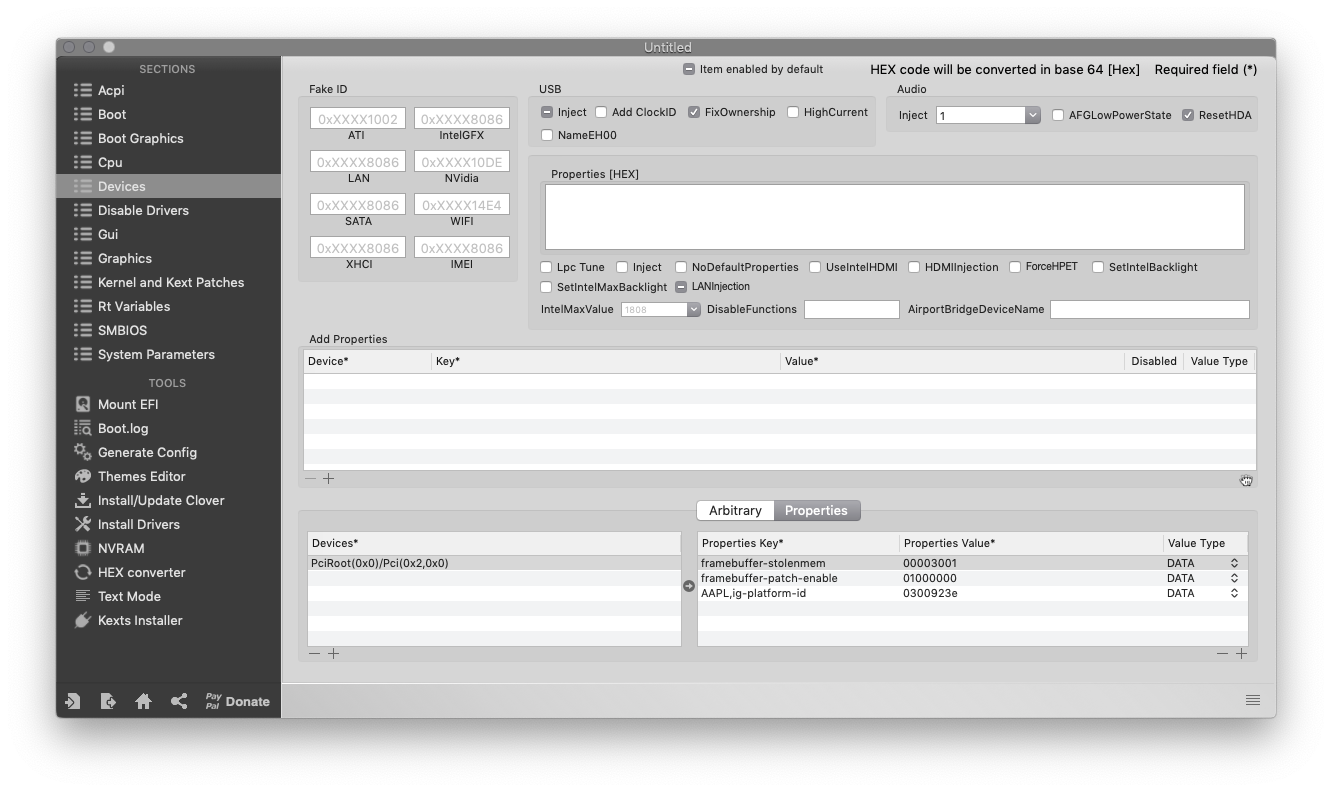 Untitled
SECTIONS
Acpi
Boot
Boot Graphics
Cpu
Devices
Disable Drivers
Gui
Graphics
Kernel and Kext Patches
Rt Variables
SMBIOS
System Parameters
TOOLS
Mount EFI
Boot.log
Generate Config
Themes Editor
Install/Update Clover
Install Drivers
NVRAM
HEX converter
Text Mode
Kexts Installer
Pay
Pal
Donate
Item enabled by default
HEX code will be converted in base 64 [Hex]
Required field (*)
Fake ID
0xXXXX1002 0xXXXX8086
ATI IntelGFX
0xXXXX8086 0xXXXX10DE
LAN NVidia
0xXXXX8086 0xXXXX14E4
SATA WIFI
0xXXXX8086 0xXXXX8086
XHCI IMEI
USB
Inject Add ClockID FixOwnership HighCurrent
NameEH00
Audio
Inject 1 AFGLowPowerState ResetHDA
Properties [HEX]
Lpc Tune Inject NoDefaultProperties UseIntelHDMI HDMIInjection ForceHPET SetIntelBacklight
SetIntelMaxBacklight LANInjection
IntelMaxValue 1808 DisableFunctions AirportBridgeDeviceName
Add Properties
Device* Key* Value* Disabled Value Type
Arbitrary Properties
Devices*
PciRoot(0x0)/Pci(0x2,0x0)
Properties Key* Properties Value* Value Type
framebuffer-stolenmem 00003001 DATA
framebuffer-patch-enable 01000000 DATA
AAPL,ig-platform-id 0300923e DATA